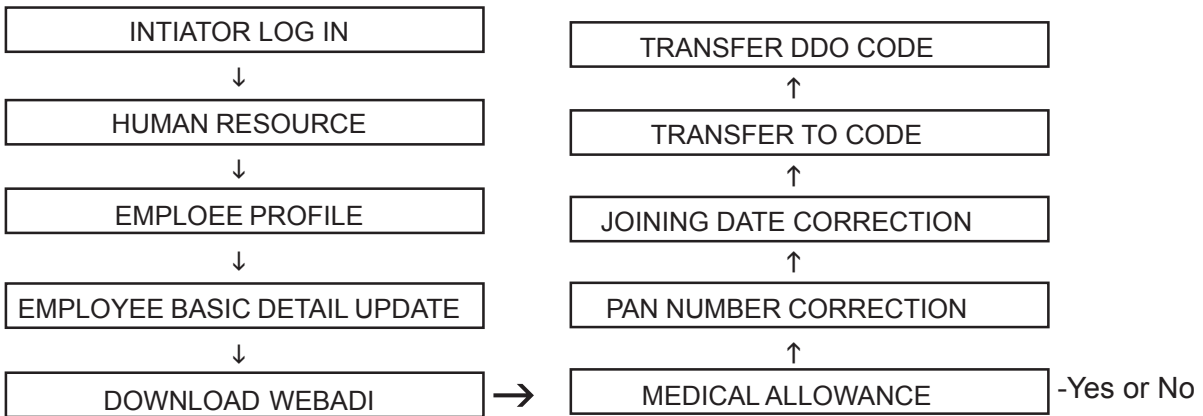 INTIATOR LOG IN
↓
HUMAN RESOURCE
↓
EMPLOEE PROFILE
↓
EMPLOYEE BASIC DETAIL UPDATE
↓
DOWNLOAD WEBADI
→
TRANSFER DDO CODE
↑
TRANSFER TO CODE
↑
JOINING DATE CORRECTION
↑
PAN NUMBER CORRECTION
↑
MEDICAL ALLOWANCE -Yes or No